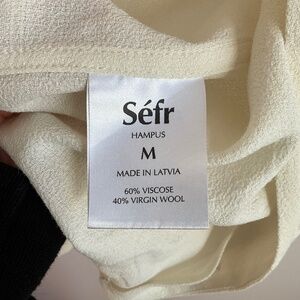 Séfr
HAMPUS
M
MADE IN LATVIA
60% VISCOSE
40% VIRGIN WOOL